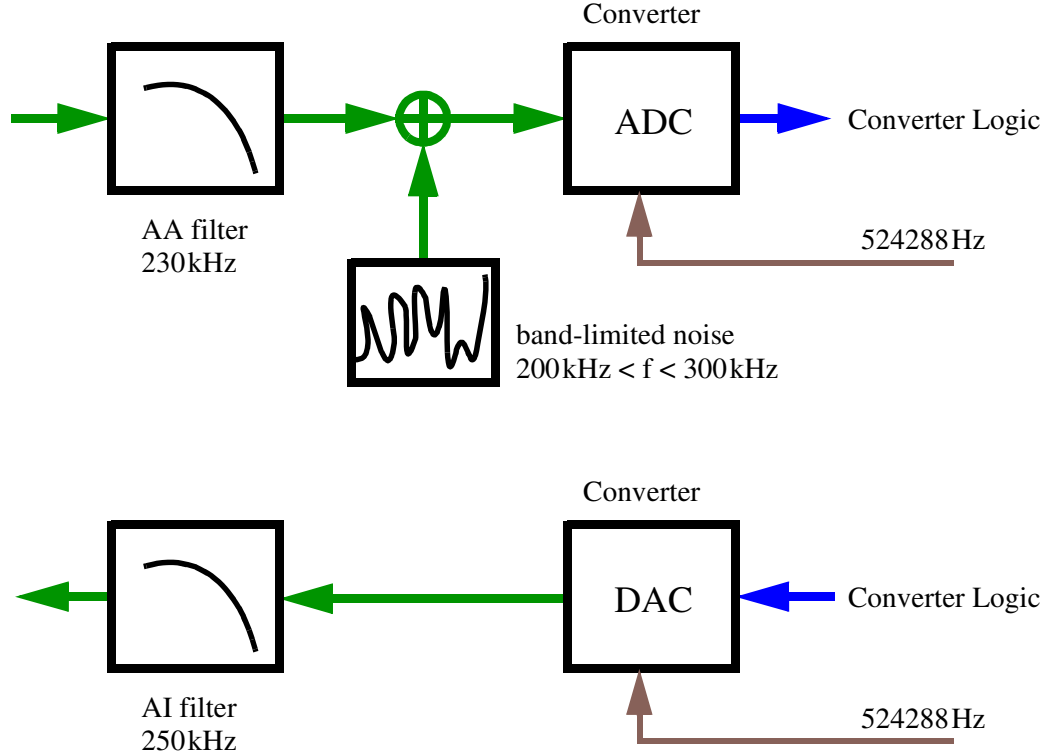 Converter
ADC
Converter Logic
AA filter
230kHz
524288Hz
band-limited noise
200kHz < f < 300kHz
Converter
DAC
Converter Logic
AI filter
250kHz
524288Hz